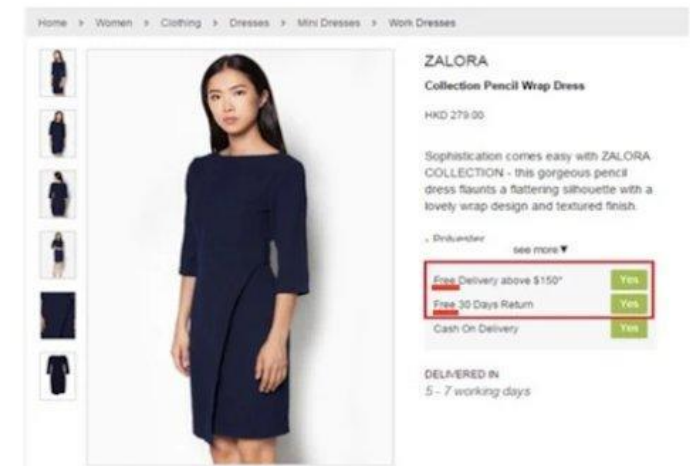 Home > Women > Clothing > Dresses > Mini Dresses > Work Dresses
ZALORA
Collection Pencil Wrap Dress
HKD 279.00
Sophistication comes easy with ZALORA
COLLECTION - this gorgeous pencil
dress flaunts a flattering silhouette with a
lovely wrap design and textured finish.
- Polyester
see more ▼
Free Delivery above $150* Yes
Free 30 Days Return Yes
Cash On Delivery Yes
DELIVERED IN
5 - 7 working days